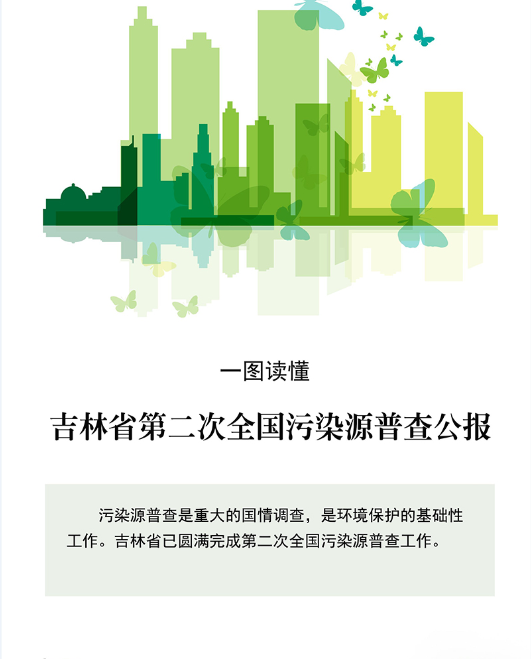 一图读懂
吉林省第二次全国污染源普查公报
污染源普查是重大的国情调查，是环境保护的基础性
工作。吉林省已圆满完成第二次全国污染源普查工作。